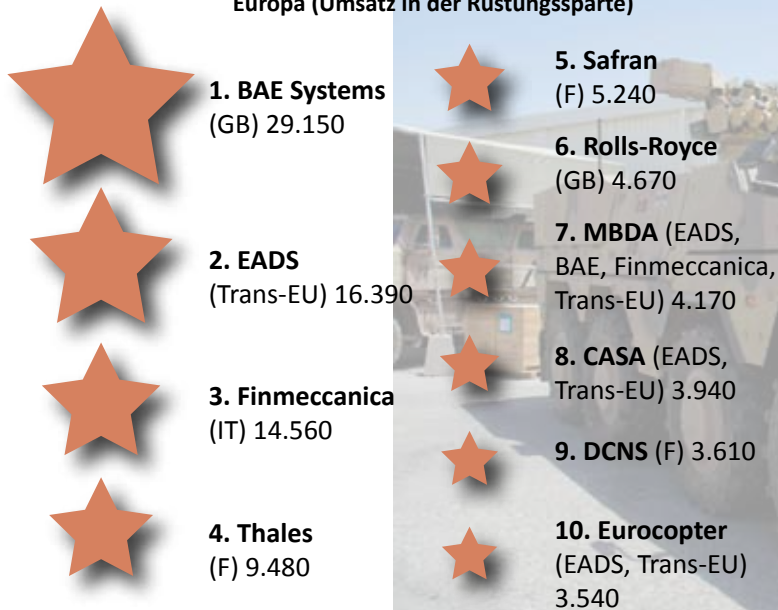 Europa (Umsatz in der Rüstungssparte)
1. BAE Systems
(GB) 29.150
2. EADS
(Trans-EU) 16.390
3. Finmeccanica
(IT) 14.560
4. Thales
(F) 9.480
5. Safran
(F) 5.240
6. Rolls-Royce
(GB) 4.670
7. MBDA (EADS,
BAE, Finmeccanica,
Trans-EU) 4.170
8. CASA (EADS,
Trans-EU) 3.940
9. DCNS (F) 3.610
10. Eurocopter
(EADS, Trans-EU)
3.540